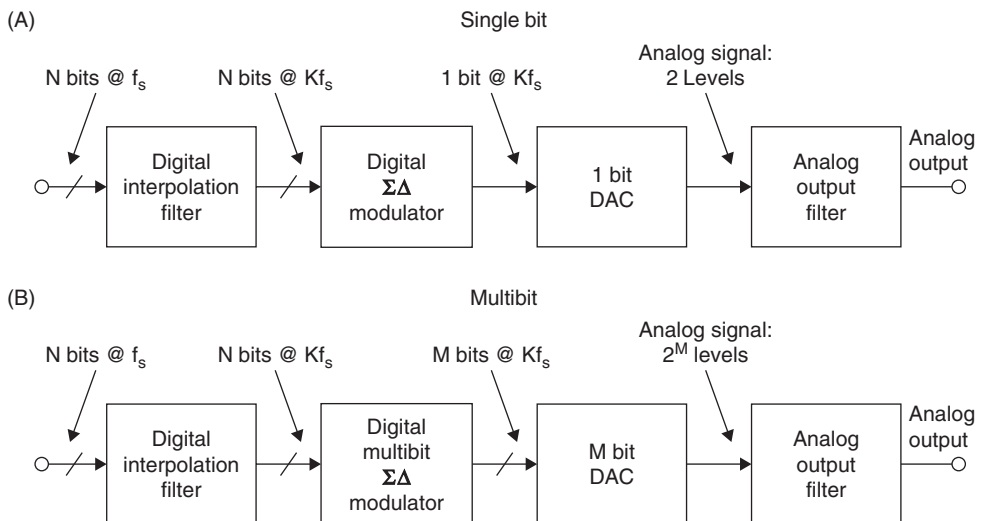 (A)
Single bit
N bits @ fₛ
N bits @ Kfₛ
1 bit @ Kfₛ
Analog signal:
2 Levels
Digital
interpolation
filter
Digital
ΣΔ
modulator
1 bit
DAC
Analog
output
filter
Analog
output
(B)
Multibit
N bits @ fₛ
N bits @ Kfₛ
M bits @ Kfₛ
Analog signal:
2ᴹ levels
Digital
interpolation
filter
Digital
multibit
ΣΔ
modulator
M bit
DAC
Analog
output
filter
Analog
output